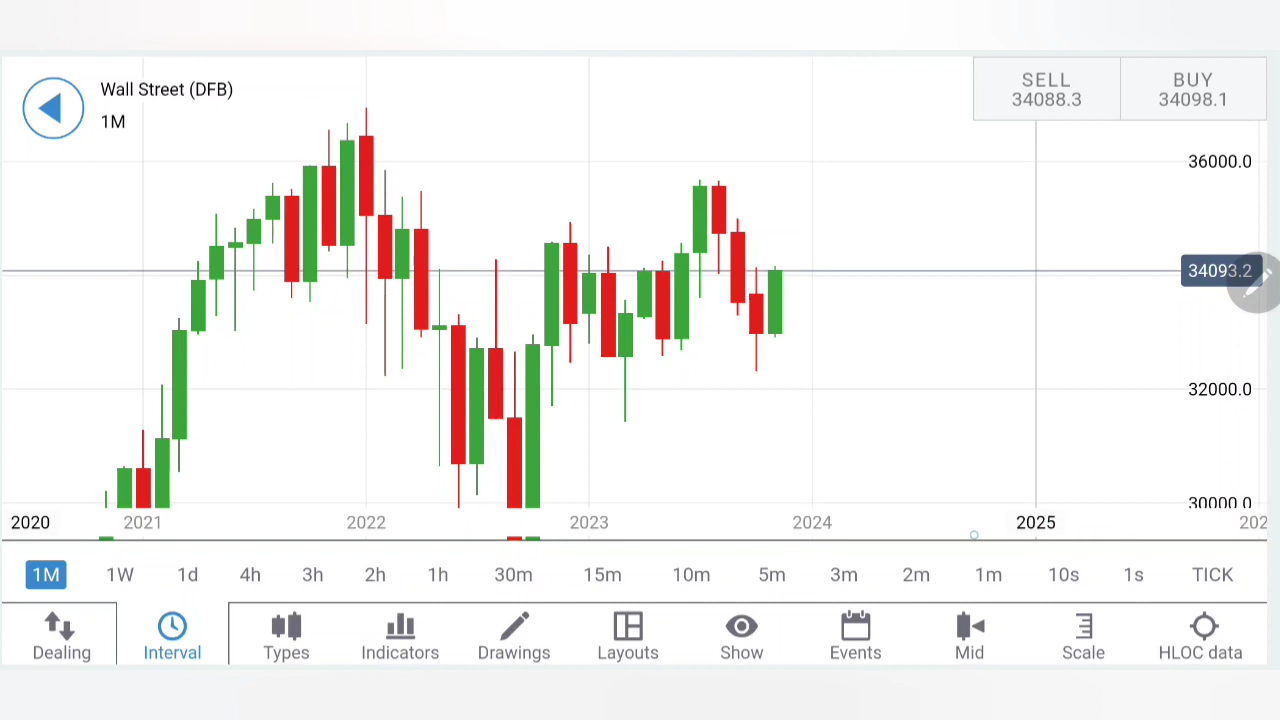 Wall Street (DFB)
1M
SELL
34088.3
BUY
34098.1
36000.0
34093.2
32000.0
30000.0
2020 2021 2022 2023 2024 2025 202
1M 1W 1d 4h 3h 2h 1h 30m 15m 10m 5m 3m 2m 1m 10s 1s TICK
Dealing Interval Types Indicators Drawings Layouts Show Events Mid Scale HLOC data